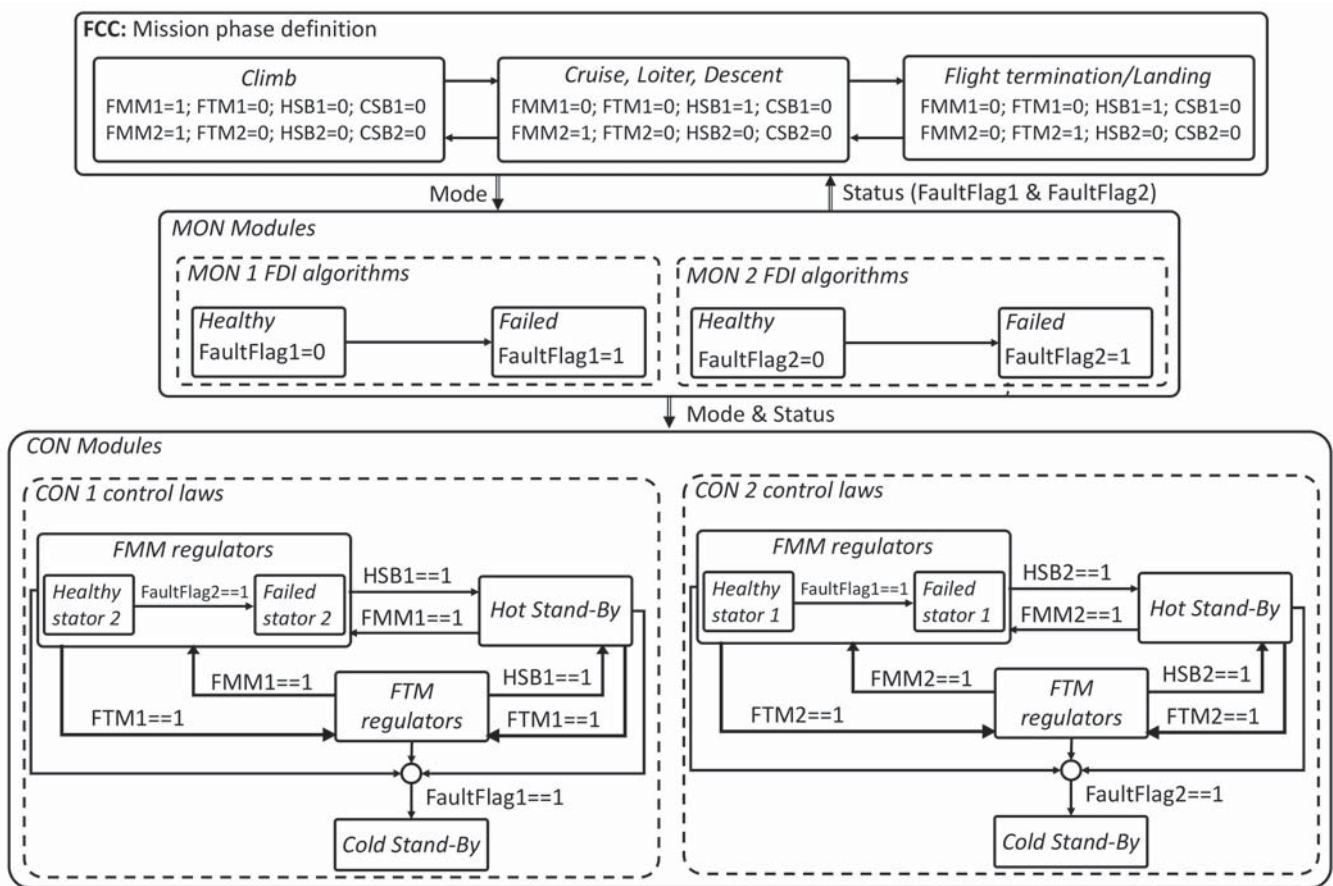 FCC: Mission phase definition
Climb
FMM1=1; FTM1=0; HSB1=0; CSB1=0
FMM2=1; FTM2=0; HSB2=0; CSB2=0
Cruise, Loiter, Descent
FMM1=0; FTM1=0; HSB1=1; CSB1=0
FMM2=1; FTM2=0; HSB2=0; CSB2=0
Flight termination/Landing
FMM1=0; FTM1=0; HSB1=1; CSB1=0
FMM2=0; FTM2=1; HSB2=0; CSB2=0
Mode
Status (FaultFlag1 & FaultFlag2)
MON Modules
MON 1 FDI algorithms
Healthy
FaultFlag1=0
Failed
FaultFlag1=1
MON 2 FDI algorithms
Healthy
FaultFlag2=0
Failed
FaultFlag2=1
Mode & Status
CON Modules
CON 1 control laws
FMM regulators
Healthy
stator 2
FaultFlag2==1
Failed
stator 2
HSB1==1
FMM1==1
Hot Stand-By
FMM1==1
FTM
regulators
HSB1==1
FTM1==1
FTM1==1
FaultFlag1==1
Cold Stand-By
CON 2 control laws
FMM regulators
Healthy
stator 1
FaultFlag1==1
Failed
stator 1
HSB2==1
FMM2==1
Hot Stand-By
FMM2==1
FTM
regulators
HSB2==1
FTM2==1
FTM2==1
FaultFlag2==1
Cold Stand-By